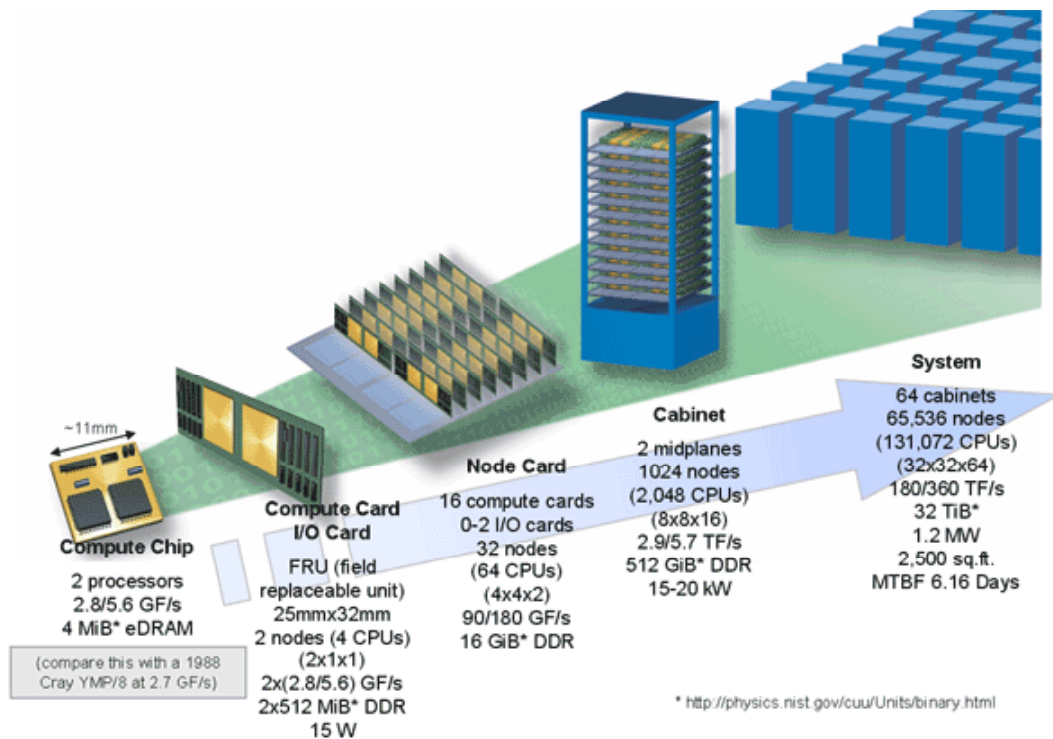 ~11mm
Compute Chip
2 processors
2.8/5.6 GF/s
4 MiB* eDRAM
(compare this with a 1988
Cray YMP/8 at 2.7 GF/s)
Compute Card
I/O Card
FRU (field
replaceable unit)
25mmx32mm
2 nodes (4 CPUs)
(2x1x1)
2x(2.8/5.6) GF/s
2x512 MiB* DDR
15 W
Node Card
16 compute cards
0-2 I/O cards
32 nodes
(64 CPUs)
(4x4x2)
90/180 GF/s
16 GiB* DDR
Cabinet
2 midplanes
1024 nodes
(2,048 CPUs)
(8x8x16)
2.9/5.7 TF/s
512 GiB* DDR
15-20 kW
System
64 cabinets
65,536 nodes
(131,072 CPUs)
(32x32x64)
180/360 TF/s
32 TiB*
1.2 MW
2,500 sq.ft.
MTBF 6.16 Days
* http://physics.nist.gov/cuu/Units/binary.html